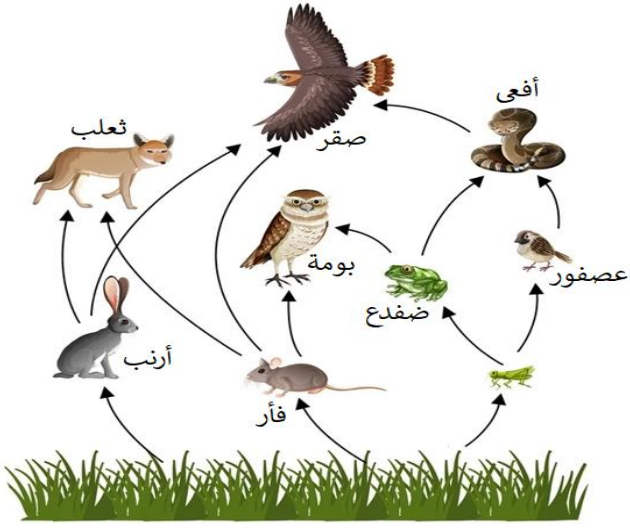 أفعى
ثعلب
صقر
بومة
عصفور
ضفدع
أرنب
فأر